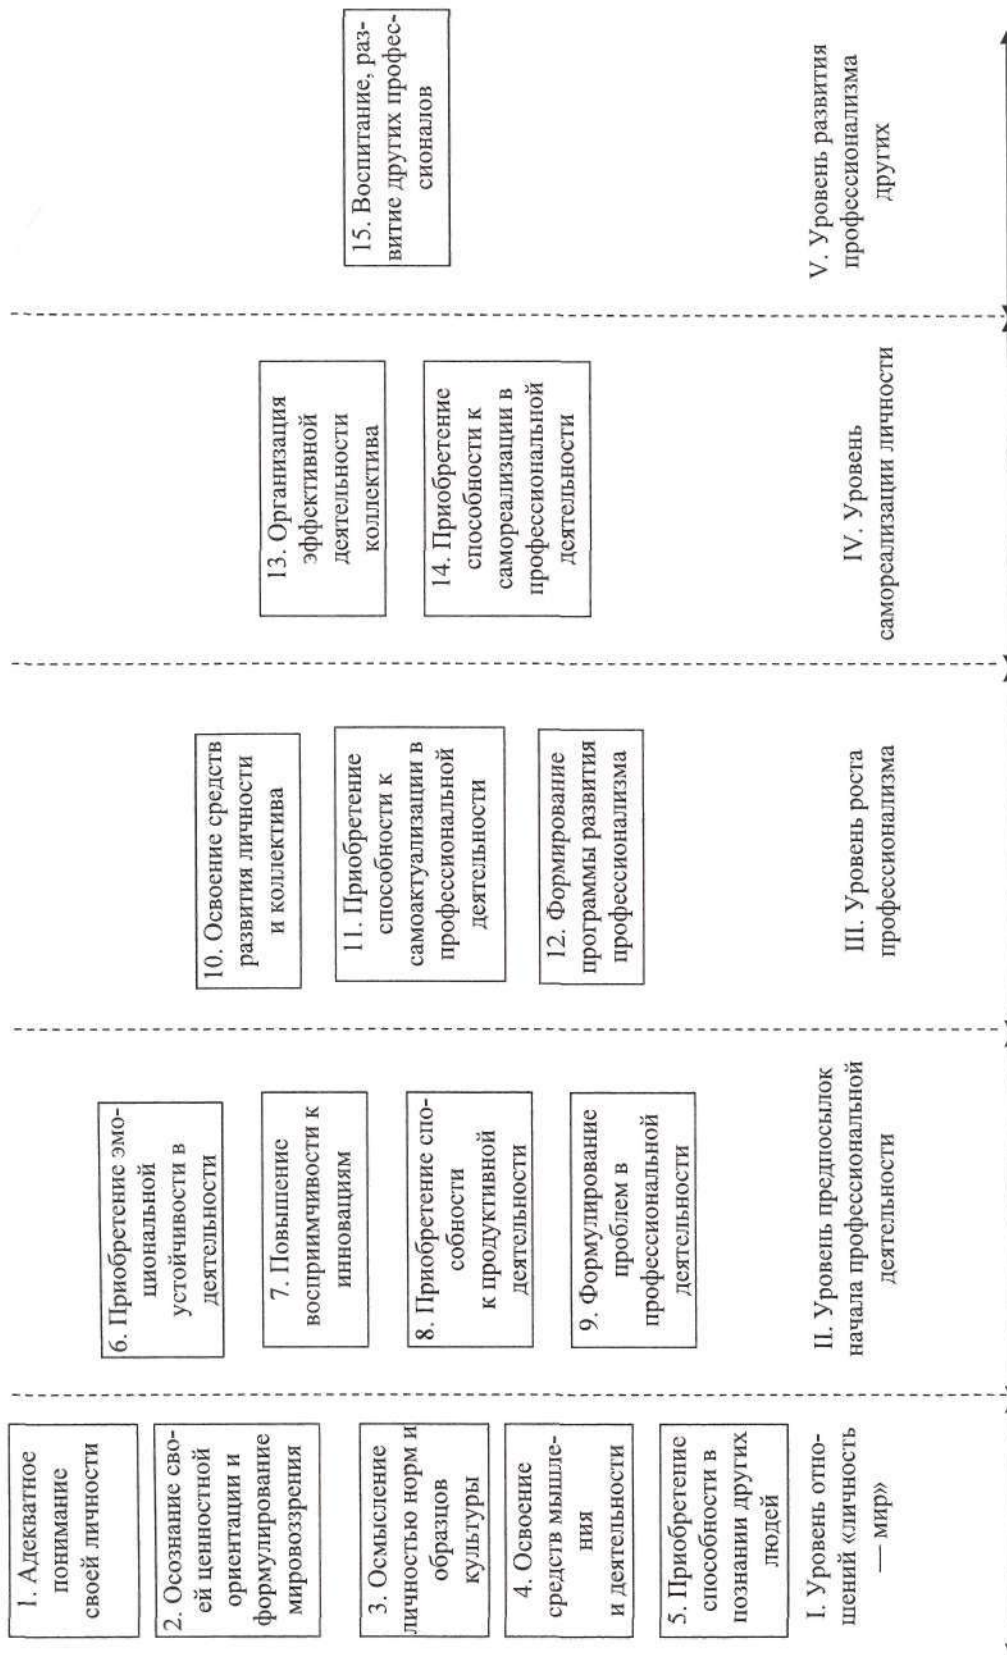 1. Адекватное
понимание
своей личности
2. Осознание сво-
ей ценностной
ориентации и
формулирование
мировоззрения
3. Осмысление
личностью норм и
образцов
культуры
4. Освоение
средств мышле-
ния
и деятельности
5. Приобретение
способности в
познании других
людей
I. Уровень отно-
шений «личность
— мир»
6. Приобретение эмо-
циональной
устойчивости в
деятельности
7. Повышение
восприимчивости к
инновациям
8. Приобретение спо-
собности
к продуктивной
деятельности
9. Формулирование
проблем в
профессиональной
деятельности
II. Уровень предпосылок
начала профессиональной
деятельности
10. Освоение средств
развития личности
и коллектива
11. Приобретение
способности к
самоактуализации в
профессиональной
деятельности
12. Формирование
программы развития
профессионализма
III. Уровень роста
профессионализма
13. Организация
эффективной
деятельности
коллектива
14. Приобретение
способности к
самореализации в
профессиональной
деятельности
IV. Уровень
самореализации личности
15. Воспитание, раз-
витие других профес-
сионалов
V. Уровень развития
профессионализма
других